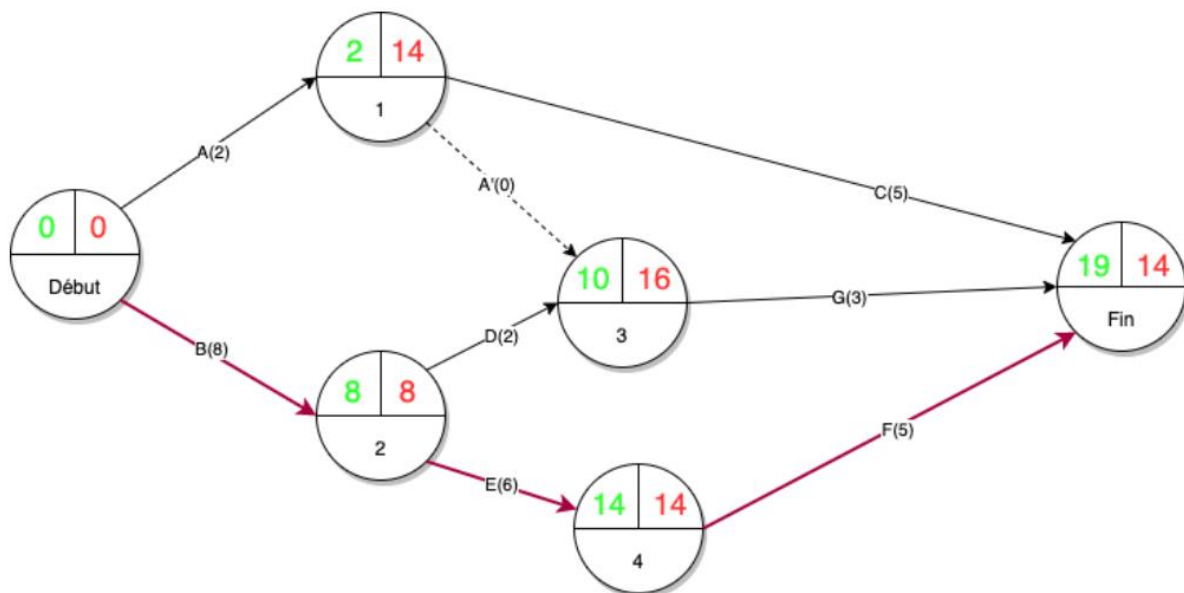 2 14
1
A(2)
A'(0)
C(5)
0 0
Début
19 14
Fin
10 16
3
G(3)
B(8)
D(2)
8 8
2
F(5)
E(6)
14 14
4